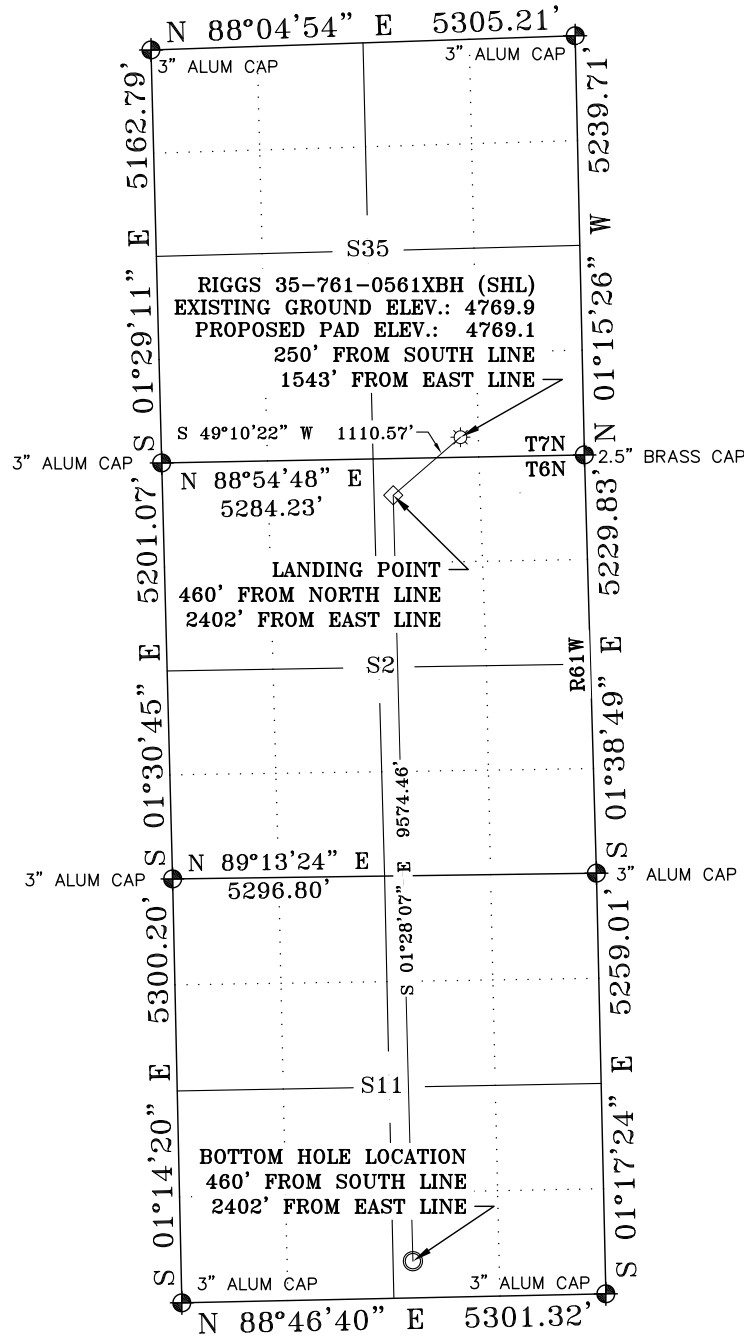 N 88°04'54" E 5305.21'
3" ALUM CAP
3" ALUM CAP
S 01°29'11" E 5162.79'
N 01°15'26" W 5239.71'
S35
RIGGS 35-761-0561XBH (SHL)
EXISTING GROUND ELEV.: 4769.9
PROPOSED PAD ELEV.: 4769.1
250' FROM SOUTH LINE
1543' FROM EAST LINE
S 49°10'22" W 1110.57'
T7N
3" ALUM CAP
2.5" BRASS CAP
T6N
N 88°54'48" E
5284.23'
S 01°30'45" E 5201.07'
S 01°38'49" E 5229.83'
LANDING POINT
460' FROM NORTH LINE
2402' FROM EAST LINE
R61W
S2
S 01°28'07" E 9574.46'
N 89°13'24" E
3" ALUM CAP
3" ALUM CAP
5296.80'
S 01°14'20" E 5300.20'
S 01°17'24" E 5259.01'
S11
BOTTOM HOLE LOCATION
460' FROM SOUTH LINE
2402' FROM EAST LINE
3" ALUM CAP
3" ALUM CAP
N 88°46'40" E 5301.32'